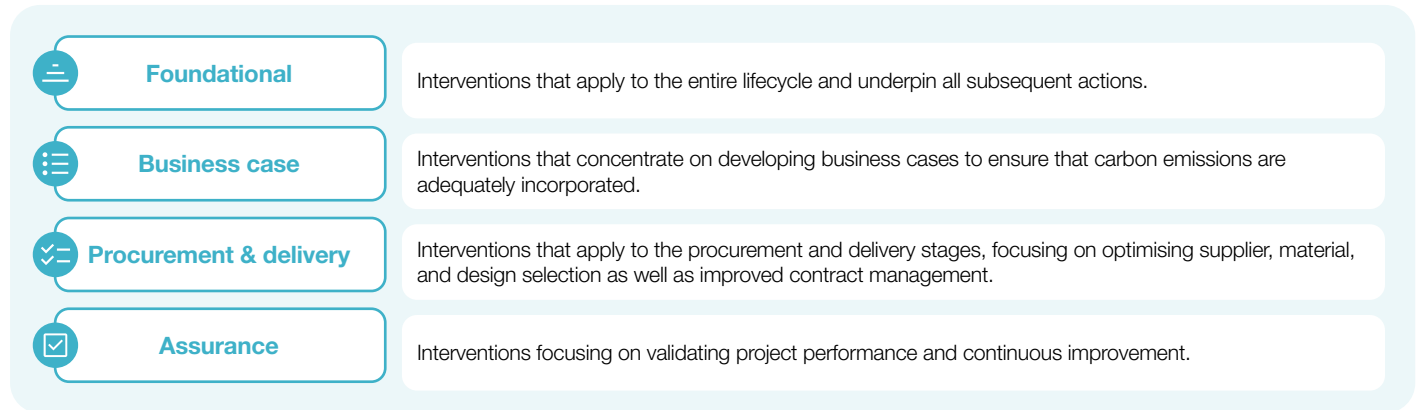 Foundational
Interventions that apply to the entire lifecycle and underpin all subsequent actions.
Business case
Interventions that concentrate on developing business cases to ensure that carbon emissions are
adequately incorporated.
Procurement & delivery
Interventions that apply to the procurement and delivery stages, focusing on optimising supplier, material,
and design selection as well as improved contract management.
Assurance
Interventions focusing on validating project performance and continuous improvement.